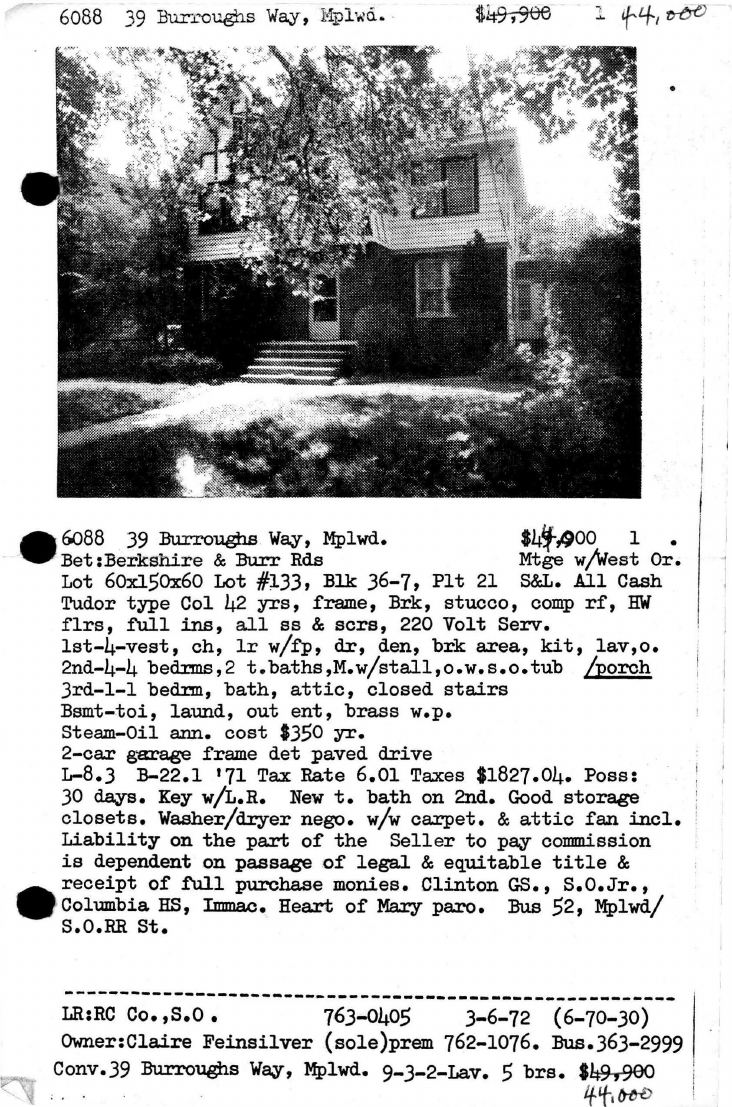 6088 39 Burroughs Way, Mplwd. $49,900 1 44,000
6088 39 Burroughs Way, Mplwd. $44,000 1 .
Bet:Berkshire & Burr Rds Mtge w/West Or.
Lot 60x150x60 Lot #133, Blk 36-7, Plt 21 S&L. All Cash
Tudor type Col 42 yrs, frame, Brk, stucco, comp rf, HW
flrs, full ins, all ss & scrs, 220 Volt Serv.
1st-4-vest, ch, lr w/fp, dr, den, brk area, kit, lav,o.
2nd-4-4 bedrms,2 t.baths,M.w/stall,o.w.s.o.tub /porch
3rd-1-1 bedrm, bath, attic, closed stairs
Bsmt-toi, laund, out ent, brass w.p.
Steam-Oil ann. cost $350 yr.
2-car garage frame det paved drive
L-8.3 B-22.1 '71 Tax Rate 6.01 Taxes $1827.04. Poss:
30 days. Key w/L.R. New t. bath on 2nd. Good storage
closets. Washer/dryer nego. w/w carpet. & attic fan incl.
Liability on the part of the Seller to pay commission
is dependent on passage of legal & equitable title &
receipt of full purchase monies. Clinton GS., S.O.Jr.,
Columbia HS, Immac. Heart of Mary paro. Bus 52, Mplwd/
S.O.RR St.
LR:RC Co.,S.O. 763-0405 3-6-72 (6-70-30)
Owner:Claire Feinsilver (sole)prem 762-1076. Bus.363-2999
Conv.39 Burroughs Way, Mplwd. 9-3-2-Lav. 5 brs. $49,900
44,000